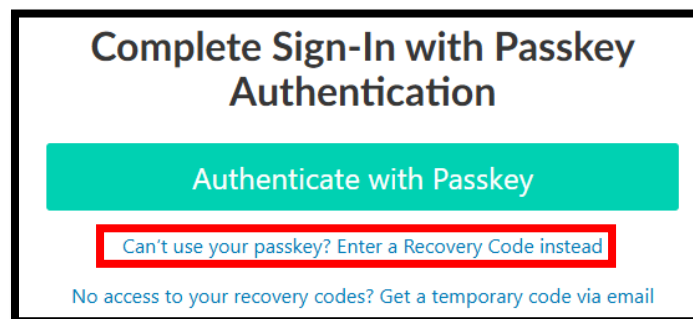 Complete Sign-In with Passkey
Authentication
Authenticate with Passkey
Can't use your passkey? Enter a Recovery Code instead
No access to your recovery codes? Get a temporary code via email